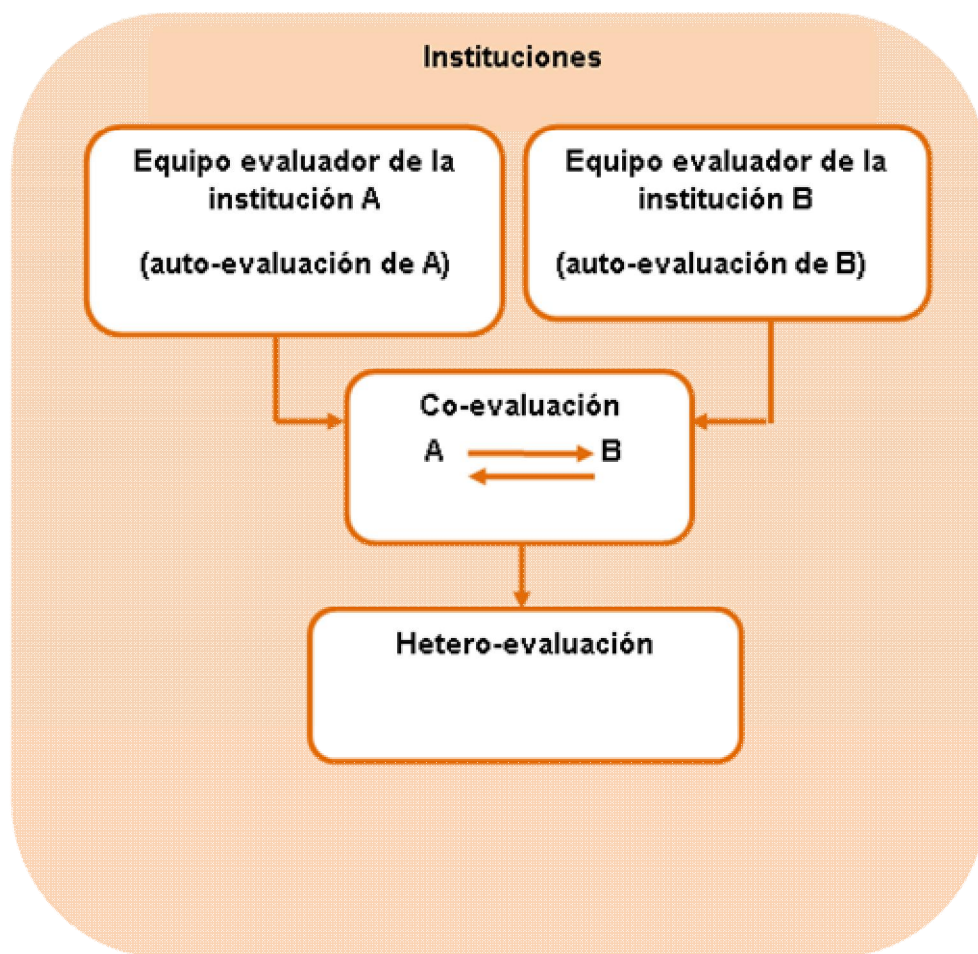 Instituciones
Equipo evaluador de la
institución A
(auto-evaluación de A)
Equipo evaluador de la
institución B
(auto-evaluación de B)
Co-evaluación
A B
Hetero-evaluación